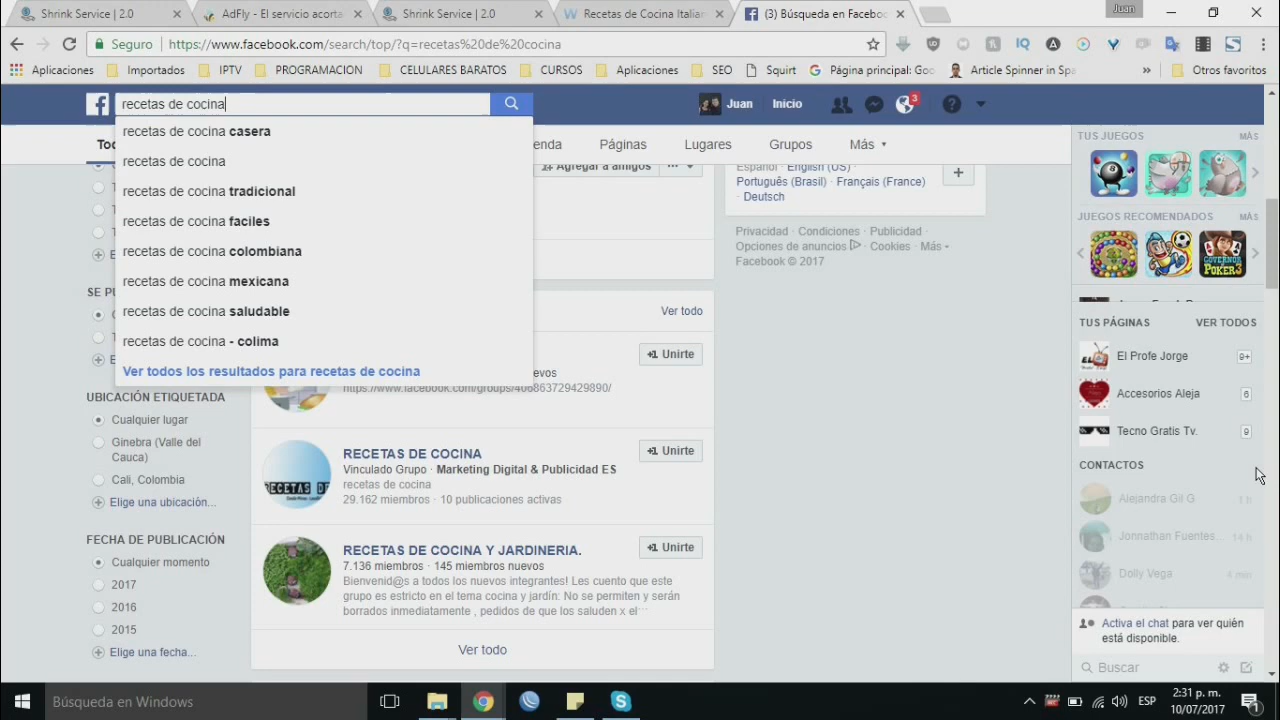 Shrink Service | 2.0
AdFly - El servicio acorta
Shrink Service | 2.0
Recetas de Cocina Italian
(3) Búsqueda en Facebo
Juan
Seguro
https://www.facebook.com/search/top/?q=recetas%20de%20cocina
Aplicaciones
Importados
IPTV
PROGRAMACION
CELULARES BARATOS
CURSOS
Aplicaciones
SEO
Squirt
Página principal: Goo
Article Spinner in Spa
»
Otros favoritos
recetas de cocina
Juan
Inicio
3
recetas de cocina casera
recetas de cocina
recetas de cocina tradicional
recetas de cocina faciles
recetas de cocina colombiana
recetas de cocina mexicana
recetas de cocina saludable
recetas de cocina - colima
Ver todos los resultados para recetas de cocina
enda
Páginas
Lugares
Grupos
Más
Agregar a amigos
Español · English (US) ·
Português (Brasil) · Français (France)
· Deutsch
Privacidad · Condiciones · Publicidad ·
Opciones de anuncios · Cookies · Más
Facebook © 2017
UBICACIÓN ETIQUETADA
Cualquier lugar
Ginebra (Valle del
Cauca)
Cali, Colombia
Elige una ubicación...
FECHA DE PUBLICACIÓN
Cualquier momento
2017
2016
2015
Elige una fecha...
Ver todo
+1 Unirte
https://www.facebook.com/groups/406863729429890/
RECETAS DE COCINA
Vinculado Grupo · Marketing Digital & Publicidad ES
recetas de cocina
29.162 miembros · 10 publicaciones activas
+1 Unirte
RECETAS DE COCINA Y JARDINERIA.
7.136 miembros · 145 miembros nuevos
Bienvenid@s a todos los nuevos integrantes! Les cuento que este
grupo es estricto en el tema cocina y jardín: No se permiten y serán
borrados inmediatamente , pedidos de que los saluden x el...
+1 Unirte
Ver todo
TUS JUEGOS
MÁS
JUEGOS RECOMENDADOS
MÁS
TUS PÁGINAS
VER TODOS
El Profe Jorge
9+
Accesorios Aleja
6
Tecno Gratis Tv.
9
CONTACTOS
Alejandra Gil G
1 h
Jonnathan Fuentes...
14 h
Dolly Vega
4 min
Activa el chat para ver quién
está disponible.
Buscar
Búsqueda en Windows
ESP
2:31 p. m.
10/07/2017
1